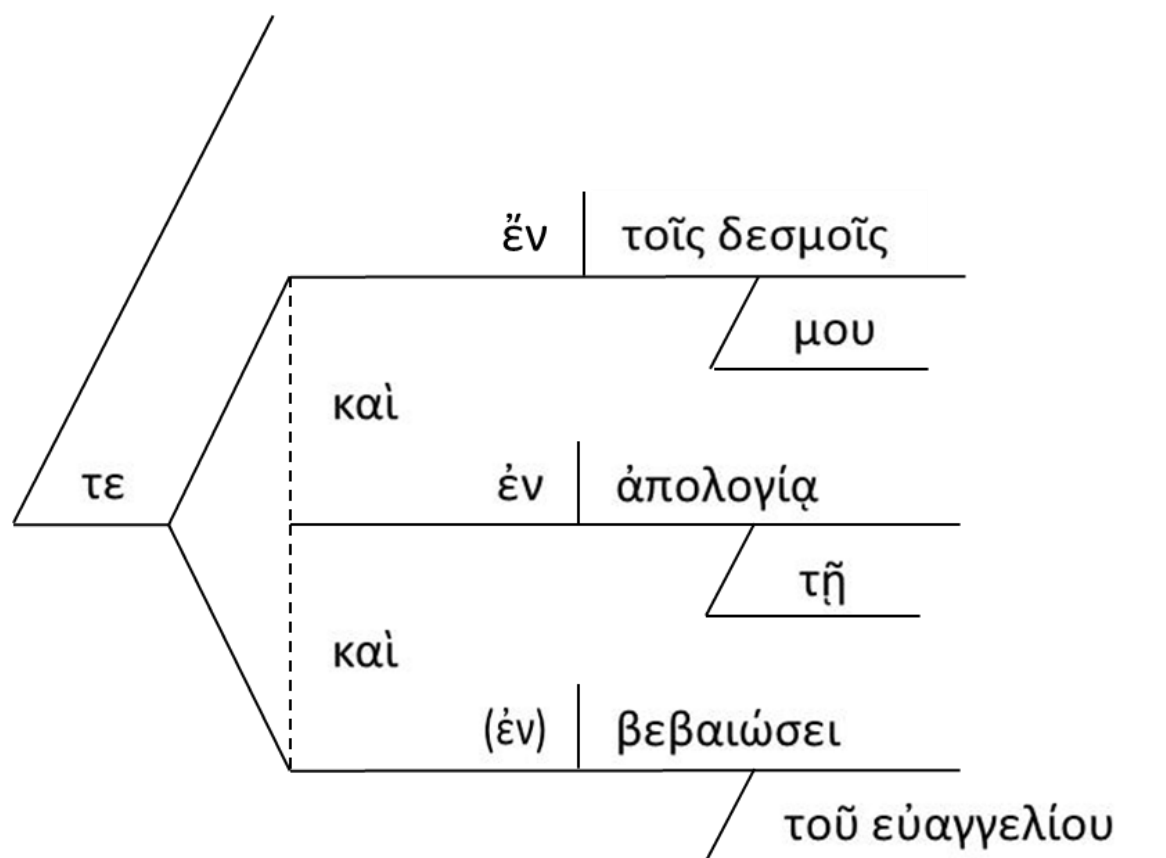 ἔν τοῖς δεσμοῖς
μου
καὶ
τε ἐν ἀπολογίᾳ
τῇ
καὶ
(ἐν) βεβαιώσει
τοῦ εὐαγγελίου